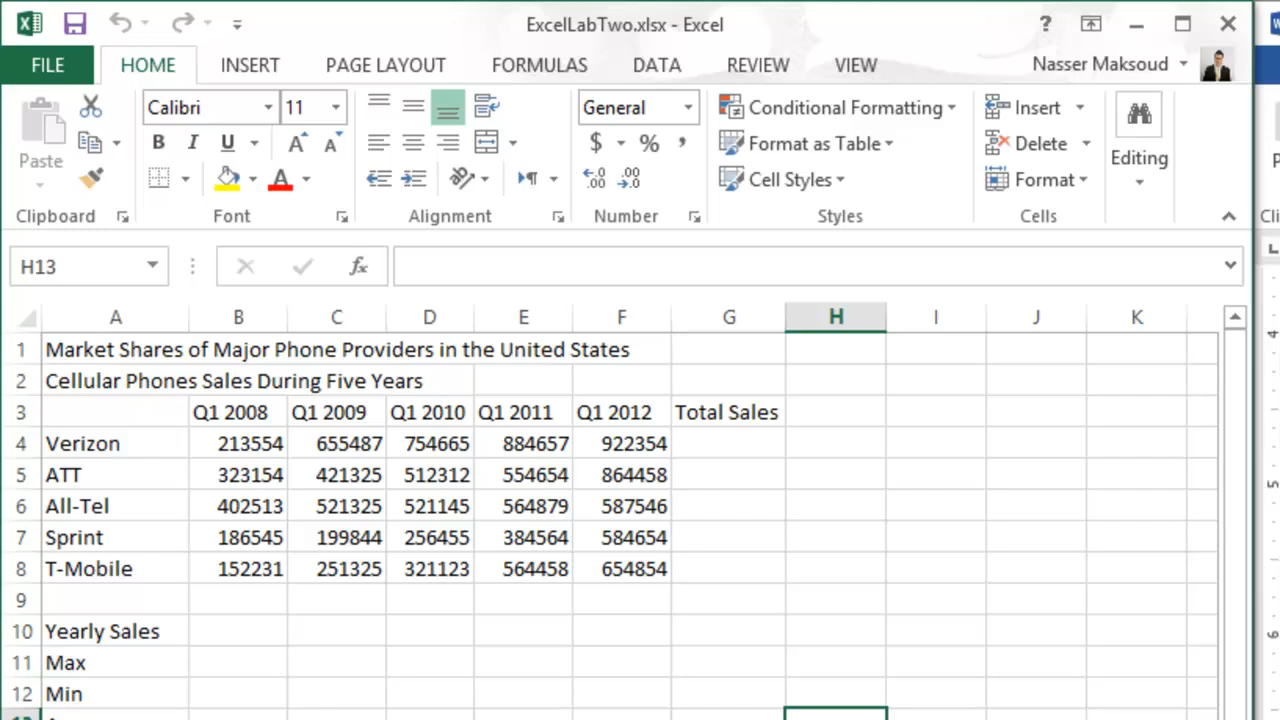 ExcelLabTwo.xlsx - Excel
FILE HOME INSERT PAGE LAYOUT FORMULAS DATA REVIEW VIEW Nasser Maksoud
Calibri 11 General Conditional Formatting Insert
Paste B I U A A $ % , Format as Table Delete Editing
A Cell Styles Format
Clipboard Font Alignment Number Styles Cells
H13 fx
A B C D E F G H I J K
1 Market Shares of Major Phone Providers in the United States
2 Cellular Phones Sales During Five Years
3 Q1 2008 Q1 2009 Q1 2010 Q1 2011 Q1 2012 Total Sales
4 Verizon 213554 655487 754665 884657 922354
5 ATT 323154 421325 512312 554654 864458
6 All-Tel 402513 521325 521145 564879 587546
7 Sprint 186545 199844 256455 384564 584654
8 T-Mobile 152231 251325 321123 564458 654854
9
10 Yearly Sales
11 Max
12 Min